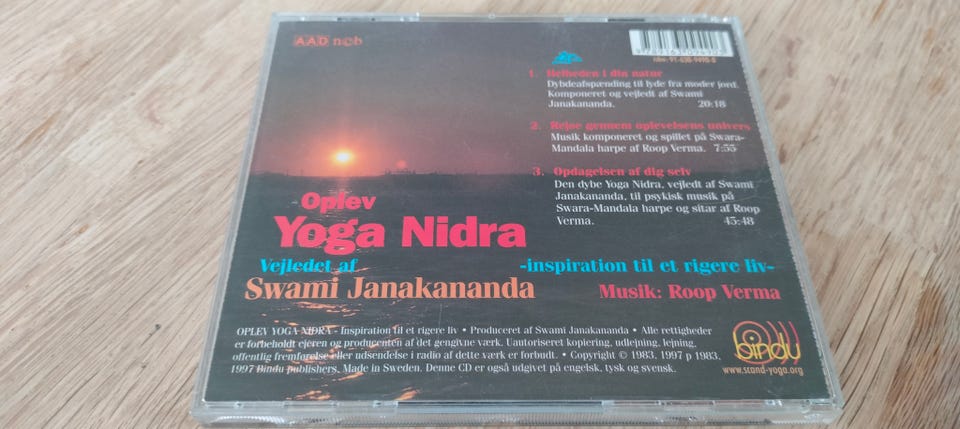 AAD n©b
isbn: 91-630-9490-8
1. Helheden i din natur
Dybdeafspænding til lyde fra moder jord.
Komponeret og vejledt af Swami
Janakananda. 20:18
2. Rejse gennem oplevelsens univers
Musik komponeret og spillet på Swara-
Mandala harpe af Roop Verma. 7:55
3. Opdagelsen af dig selv
Den dybe Yoga Nidra, vejledt af Swami
Janakananda, til psykisk musik på
Swara-Mandala harpe og sitar af Roop
Verma. 45:48
Oplev
Yoga Nidra
Vejledet af
Swami Janakananda
-inspiration til et rigere liv-
Musik: Roop Verma
OPLEV YOGA NIDRA - Inspiration til et rigere liv • Produceret af Swami Janakananda • Alle rettigheder
er forbeholdt ejeren og producenten af det gengivne værk. Uautoriseret kopiering, udlejning, lejning,
offentlig fremførelse eller udsendelse i radio af dette værk er forbudt. • Copyright © 1983, 1997 p 1983,
1997 Bindu publishers. Made in Sweden. Denne CD er også udgivet på engelsk, tysk og svensk.
bindu
www.scand-yoga.org